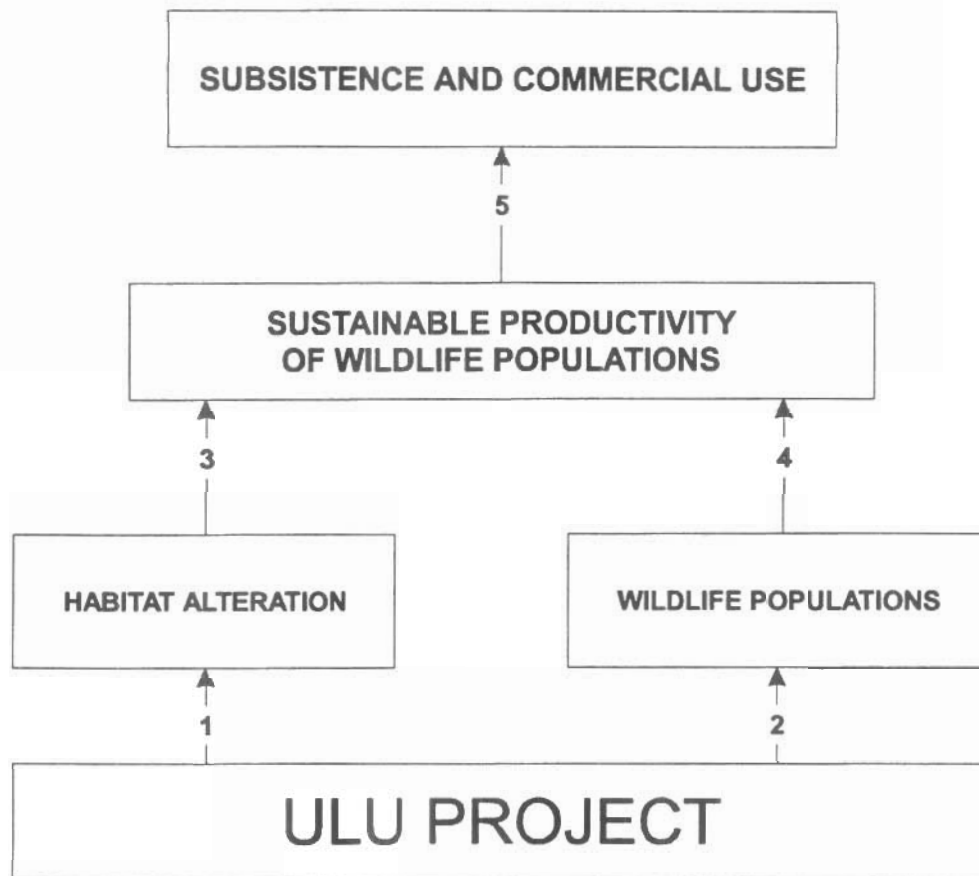 SUBSISTENCE AND COMMERCIAL USE
5
SUSTAINABLE PRODUCTIVITY
OF WILDLIFE POPULATIONS
3
4
HABITAT ALTERATION
WILDLIFE POPULATIONS
1
2
ULU PROJECT